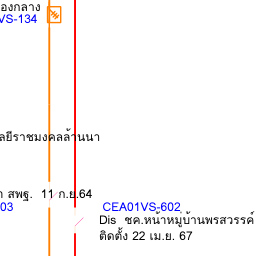 องกลาง
VS-134
ลยีราชมงคลล้านนา
สพฐ. 11 ก.ย.64
03
CEA01VS-602
Dis ชค.หน้าหมู่บ้านพรสวรรค์
ติดตั้ง 22 เม.ย. 67